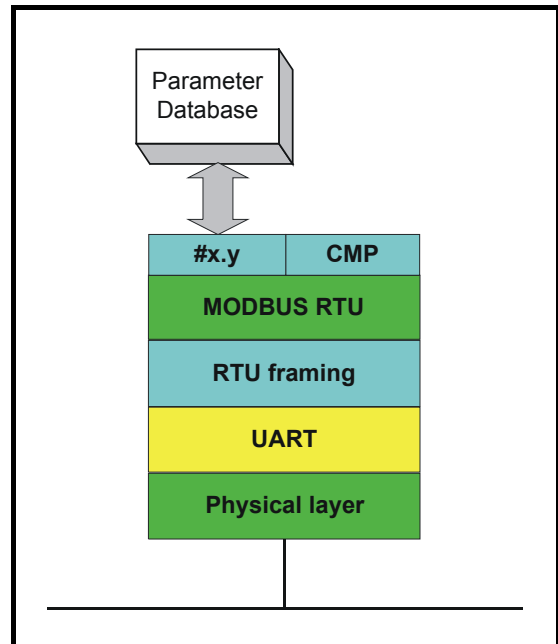 Parameter
Database
#x.y CMP
MODBUS RTU
RTU framing
UART
Physical layer